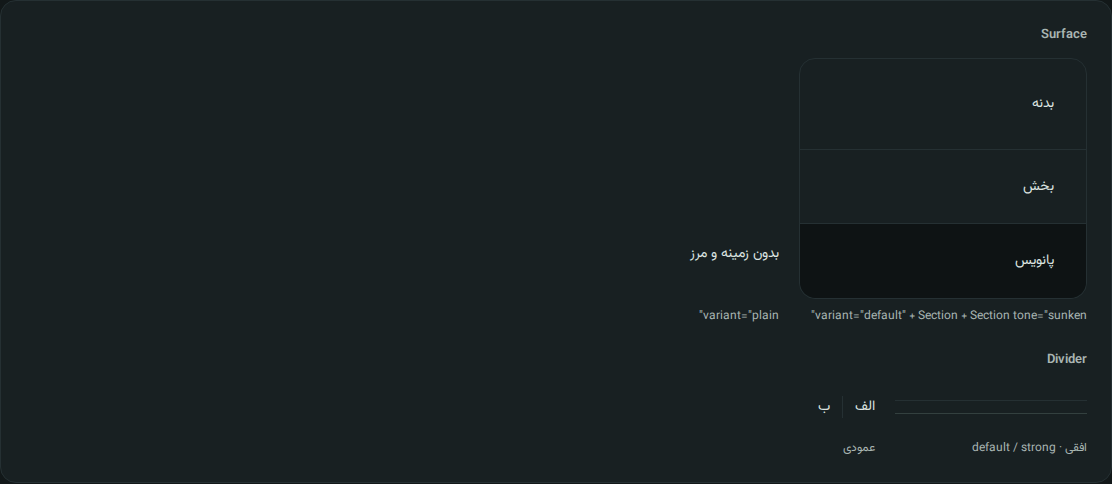 Surface
بدنه
بخش
پانویس
بدون زمینه و مرز
variant="default" + Section + Section tone="sunken"
variant="plain"
Divider
الف
ب
افقی · default / strong
عمودی